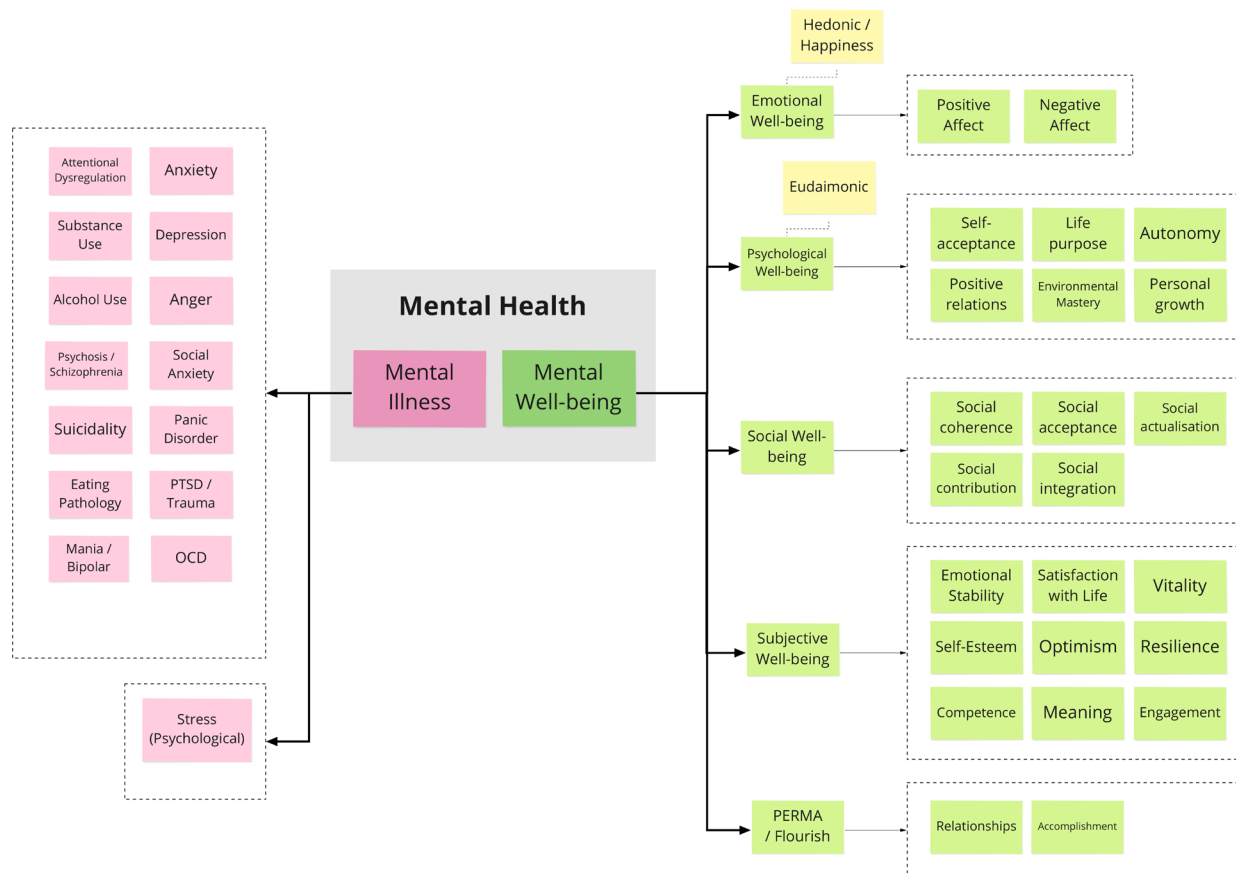 Hedonic /
Happiness
Emotional
Well-being
Positive
Affect
Negative
Affect
Eudaimonic
Psychological
Well-being
Self-
acceptance
Life
purpose
Autonomy
Positive
relations
Environmental
Mastery
Personal
growth
Attentional
Dysregulation
Anxiety
Substance
Use
Depression
Alcohol Use
Anger
Psychosis /
Schizophrenia
Social
Anxiety
Suicidality
Panic
Disorder
Eating
Pathology
PTSD /
Trauma
Mania /
Bipolar
OCD
Stress
(Psychological)
Mental Health
Mental
Illness
Mental
Well-being
Social Well-
being
Social
coherence
Social
acceptance
Social
actualisation
Social
contribution
Social
integration
Subjective
Well-being
Emotional
Stability
Satisfaction
with Life
Vitality
Self-Esteem
Optimism
Resilience
Competence
Meaning
Engagement
PERMA
/ Flourish
Relationships
Accomplishment